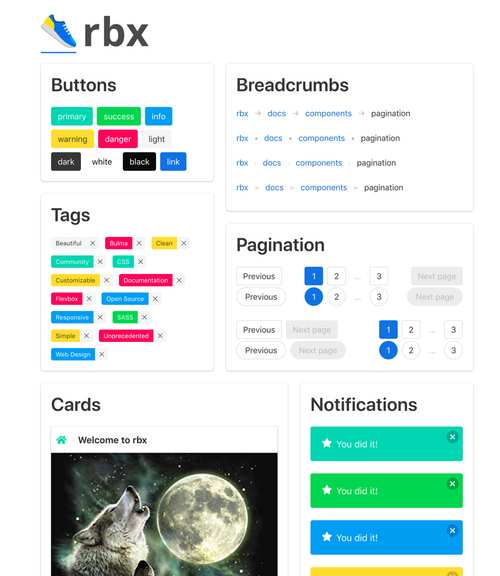 rbx
Buttons
primary success info
warning danger light
dark white black link
Tags
Beautiful Bulma Clean
Community CSS
Customizable Documentation
Flexbox Open Source
Responsive SASS
Simple Unprecedented
Web Design
Breadcrumbs
rbx → docs → components → pagination
rbx • docs • components • pagination
rbx docs components pagination
rbx docs components pagination
Pagination
Previous 1 2 … 3 Next page
Previous 1 2 … 3 Next page
Previous Next page 1 2 … 3
Previous Next page 1 2 … 3
Cards
Welcome to rbx
Notifications
You did it!
You did it!
You did it!